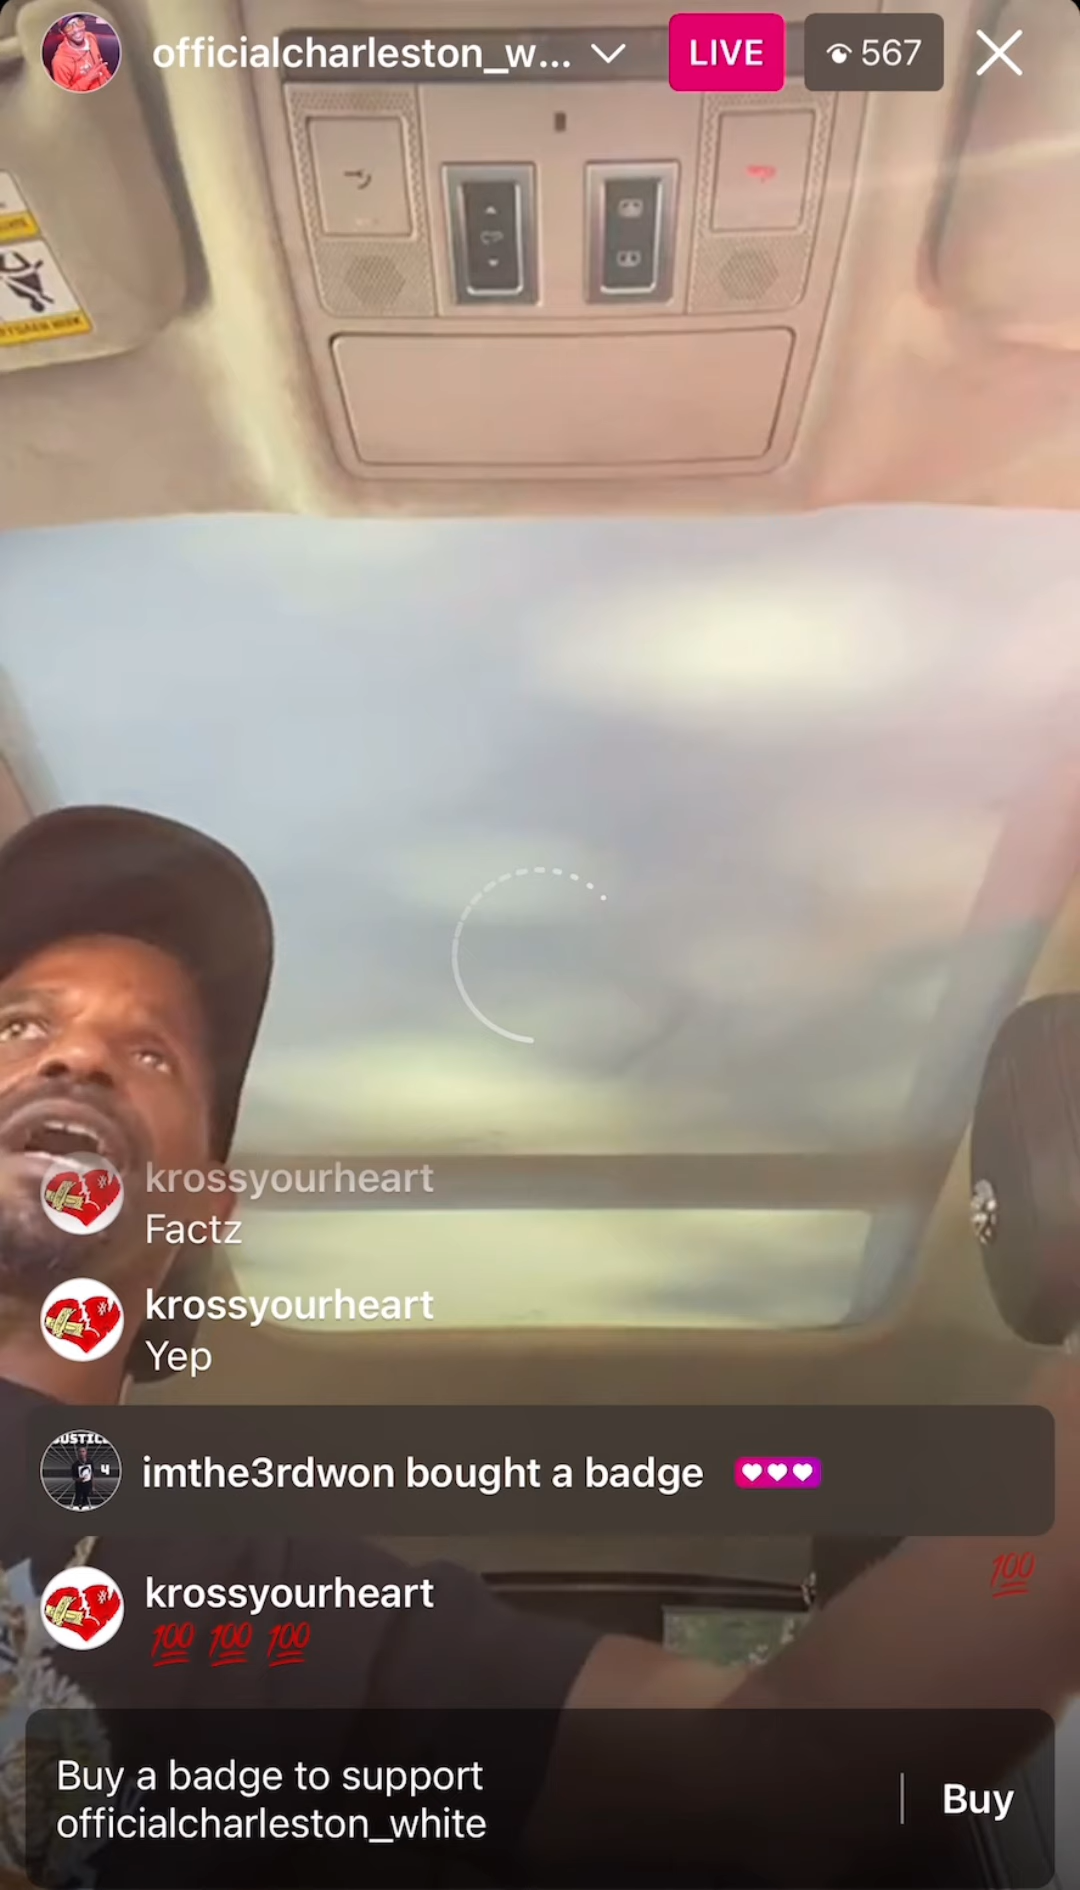 officialcharleston_w...
LIVE
567
krossyourheart
Factz
krossyourheart
Yep
imthe3rdwon bought a badge
krossyourheart
💯 💯 💯
💯
Buy a badge to support
officialcharleston_white
Buy